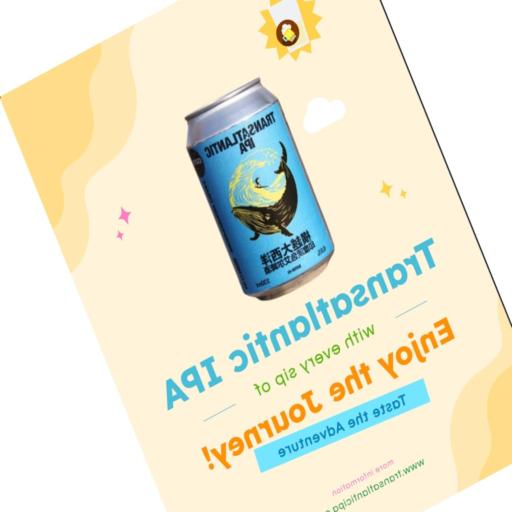 TRANSATLANTIC
IPA
横越大西洋
330ml
Transatlantic IPA
with every sip of
Enjoy the Journey!
Taste the Adventure
more information
www.transatlanticipa.c